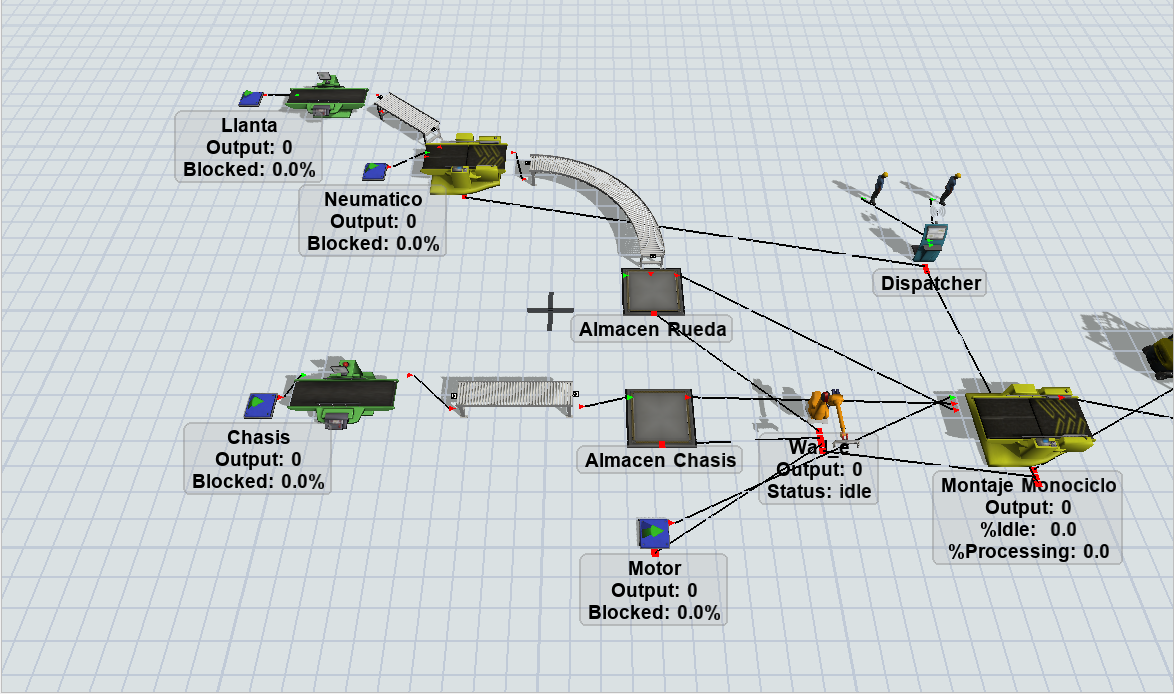 Llanta
Output: 0
Blocked: 0.0%
Neumatico
Output: 0
Blocked: 0.0%
Dispatcher
Almacen Rueda
Chasis
Output: 0
Blocked: 0.0%
Almacen Chasis
Wall_e
Output: 0
Status: idle
Montaje Monociclo
Output: 0
%Idle: 0.0
%Processing: 0.0
Motor
Output: 0
Blocked: 0.0%